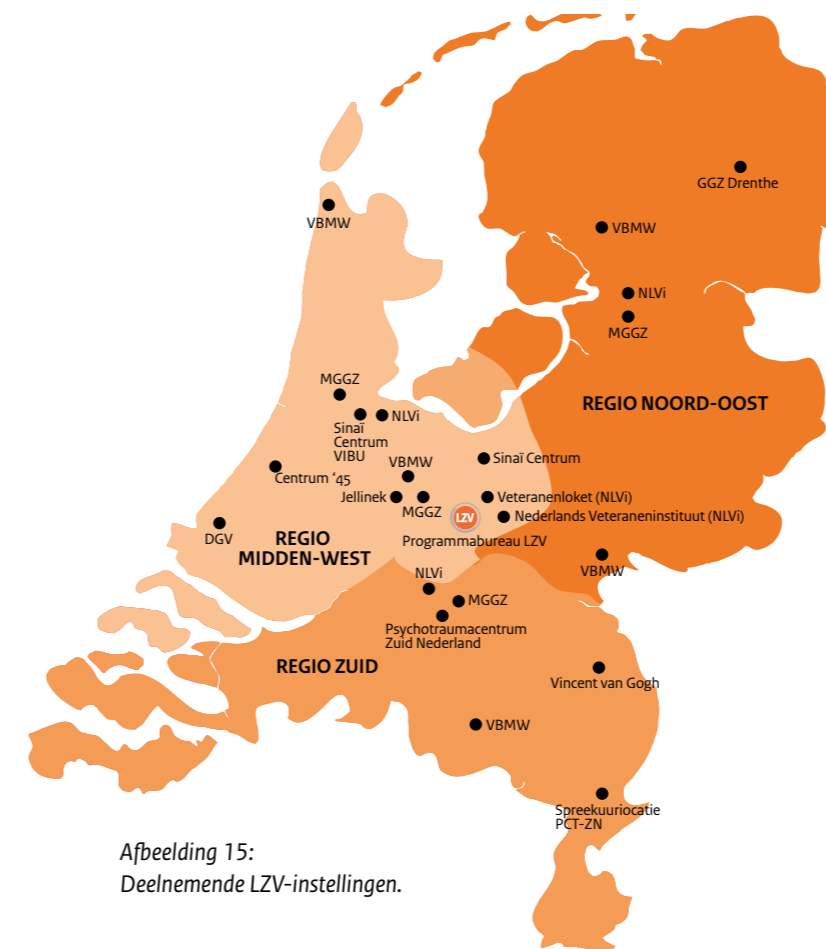 GGZ Drenthe
VBMW
VBMW
NLVi
MGGZ
MGGZ
REGIO NOORD-OOST
NLVi
Sinaï
Centrum
VIBU
VBMW
Sinaï Centrum
Centrum ‘45
Jellinek
MGGZ
Veteranenloket (NLVi)
LZV
Nederlands Veteraneninstituut (NLVi)
DGV
REGIO
MIDDEN-WEST
Programmabureau LZV
VBMW
NLVi
MGGZ
Psychotraumacentrum
Zuid Nederland
REGIO ZUID
Vincent van Gogh
VBMW
Spreekuuriocatie
PCT-ZN
Afbeelding 15:
Deelnemende LZV-instellingen.